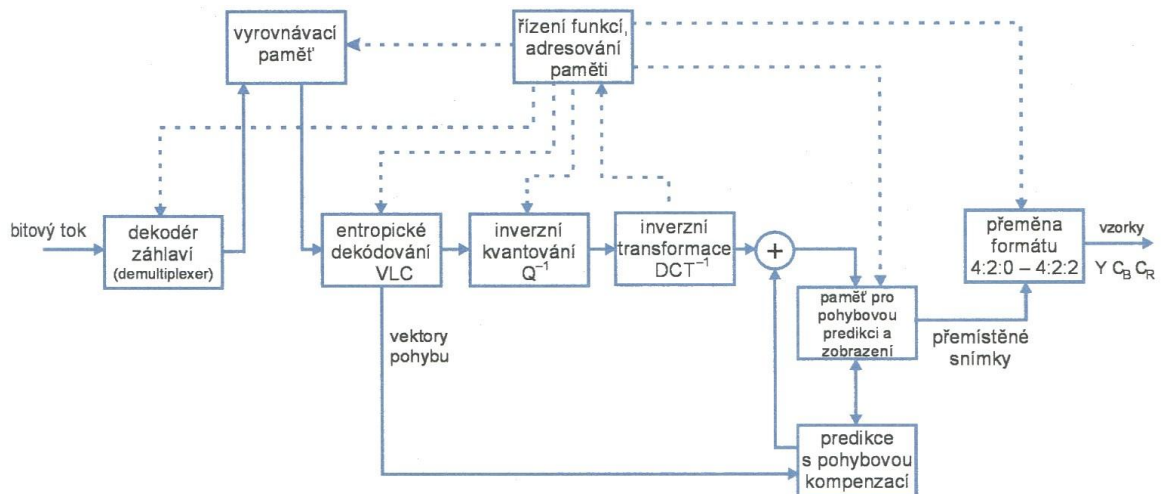 vyrovnávací
paměť
řízení funkcí,
adresování
paměti
bitový tok
dekodér
záhlaví
(demultiplexer)
entropické
dekódování
VLC
inverzní
kvantování
Q⁻¹
inverzní
transformace
DCT⁻¹
+
přeměna
formátu
4:2:0 – 4:2:2
vzorky
Y C_B C_R
paměť pro
pohybovou
predikci a
zobrazení
přemístěné
snímky
vektory
pohybu
predikce
s pohybovou
kompenzací